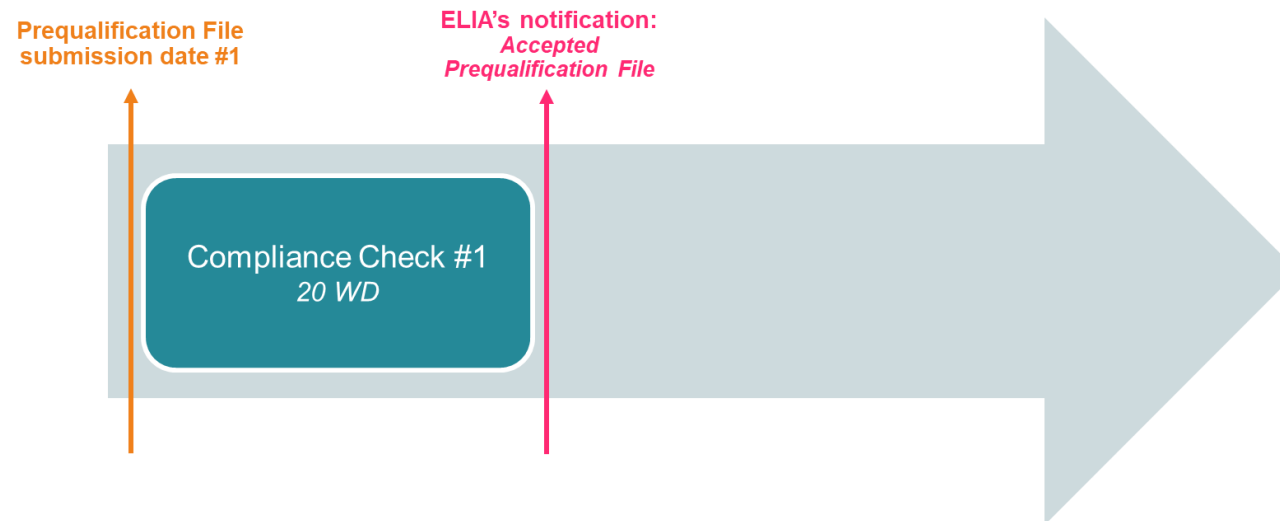 Prequalification File
submission date #1
ELIA's notification:
Accepted
Prequalification File
Compliance Check #1
20 WD